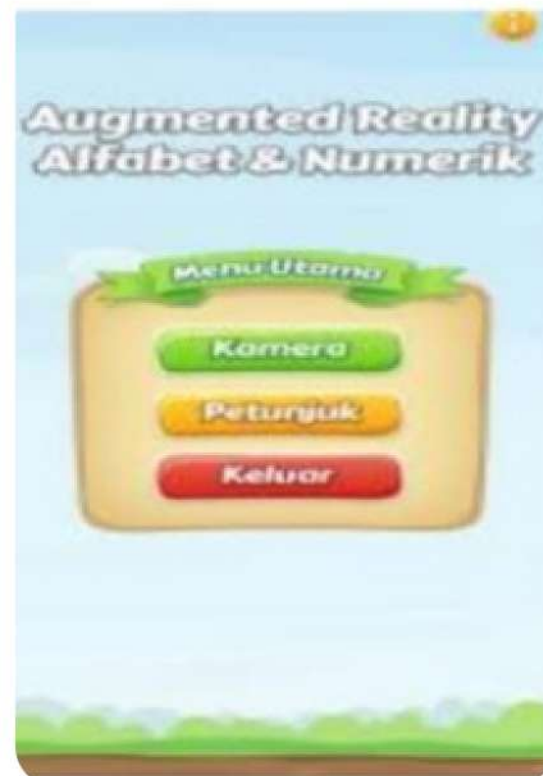 Augmented Reality
Alfabet & Numerik
Menu Utama
Kamera
Petunjuk
Keluar